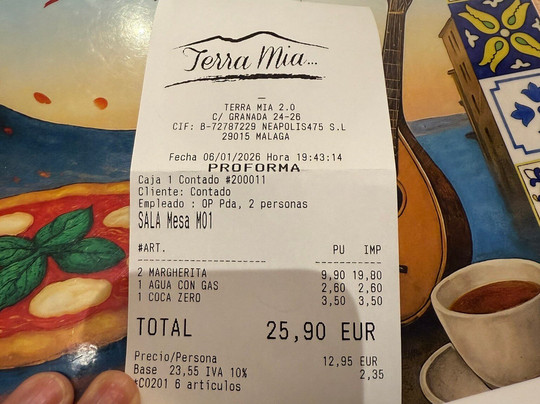 Terra Mia...
TERRA MIA 2.0
C/ GRANADA 24-26
CIF: B-72787229 NEAPOLIS475 S.L
29015 MALAGA
Fecha 06/01/2026 Hora 19:43:14
PROFORMA
Caja 1 Contado #200011
Cliente: Contado
Empleado : OP Pda, 2 personas
SALA Mesa M01
#ART. PU IMP
2 MARGHERITA 9,90 19,80
1 AGUA CON GAS 2,60 2,60
1 COCA ZERO 3,50 3,50
TOTAL 25,90 EUR
Precio/Persona 12,95 EUR
Base 23,55 IVA 10% 2,35
*C0201 6 artículos